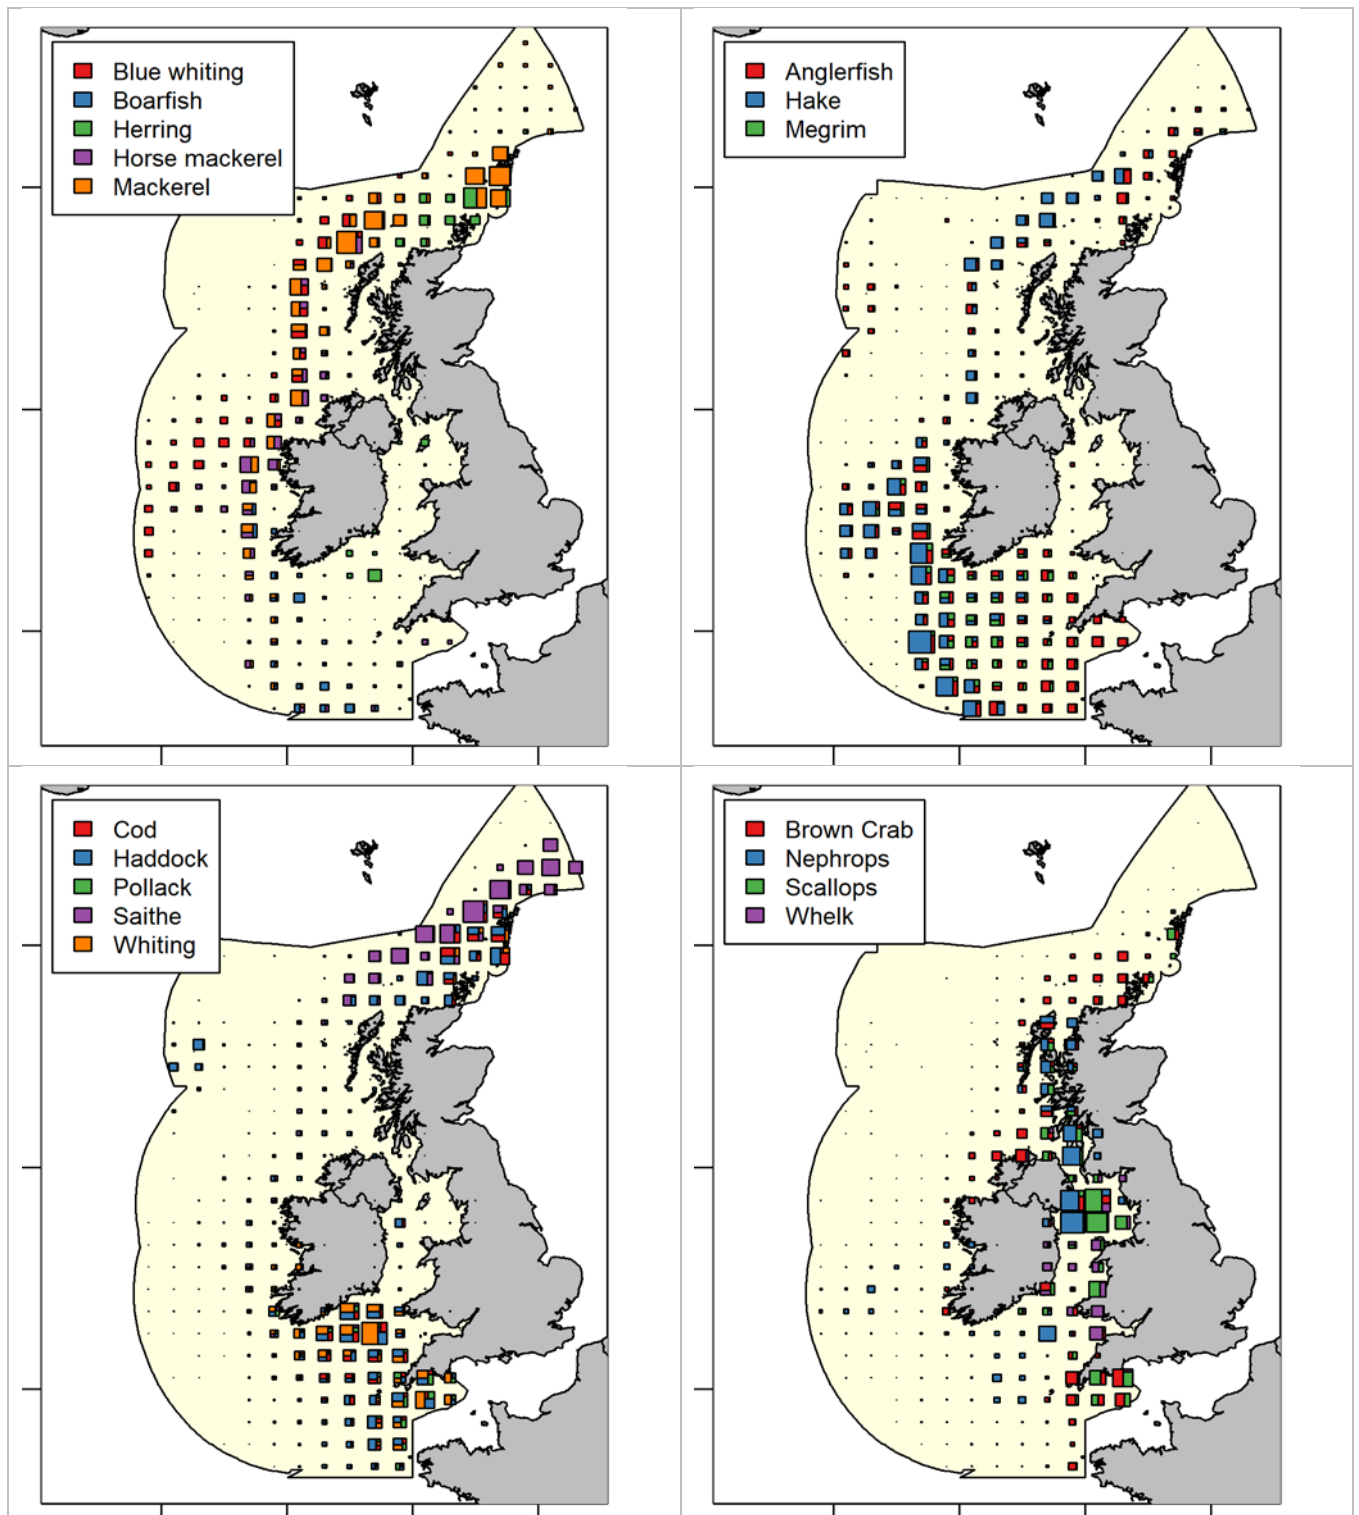 Blue whiting
Boarfish
Herring
Horse mackerel
Mackerel
Anglerfish
Hake
Megrim
Cod
Haddock
Pollack
Saithe
Whiting
Brown Crab
Nephrops
Scallops
Whelk